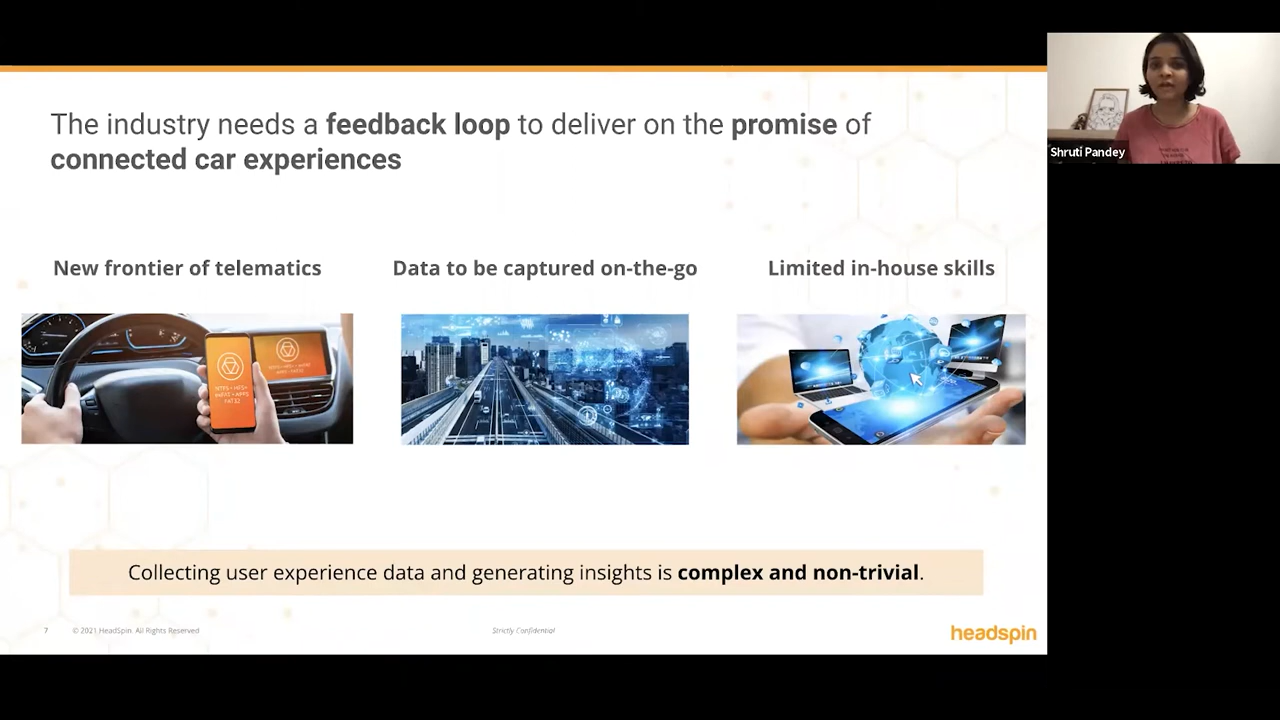 The industry needs a feedback loop to deliver on the promise of
connected car experiences
New frontier of telematics
Data to be captured on-the-go
Limited in-house skills
Collecting user experience data and generating insights is complex and non-trivial.
7
© 2021 HeadSpin. All Rights Reserved
Strictly Confidential
headspin
Shruti Pandey